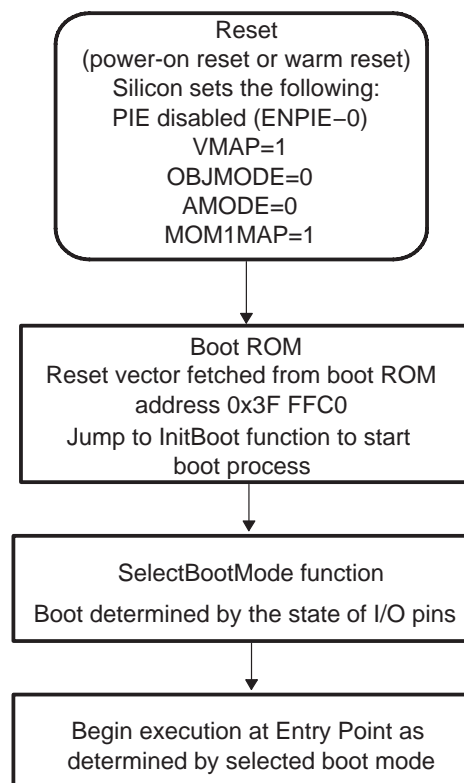 Reset
(power-on reset or warm reset)
Silicon sets the following:
PIE disabled (ENPIE−0)
VMAP=1
OBJMODE=0
AMODE=0
MOM1MAP=1
Boot ROM
Reset vector fetched from boot ROM
address 0x3F FFC0
Jump to InitBoot function to start
boot process
SelectBootMode function
Boot determined by the state of I/O pins
Begin execution at Entry Point as
determined by selected boot mode